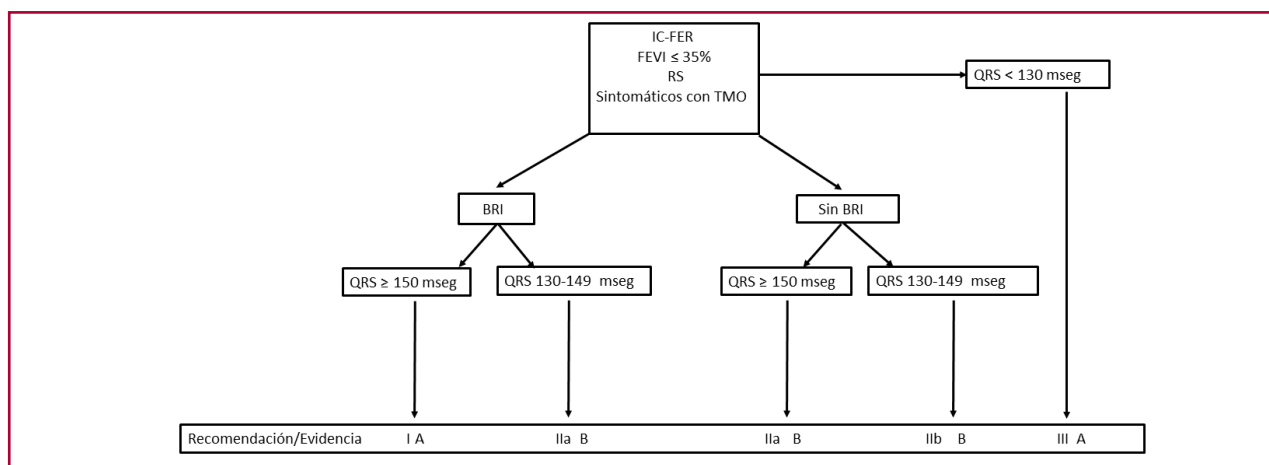 IC-FER
FEVI ≤ 35%
RS
Sintomáticos con TMO
QRS < 130 mseg
BRI
Sin BRI
QRS ≥ 150 mseg
QRS 130-149 mseg
QRS ≥ 150 mseg
QRS 130-149 mseg
Recomendación/Evidencia I A IIa B IIa B IIb B III A